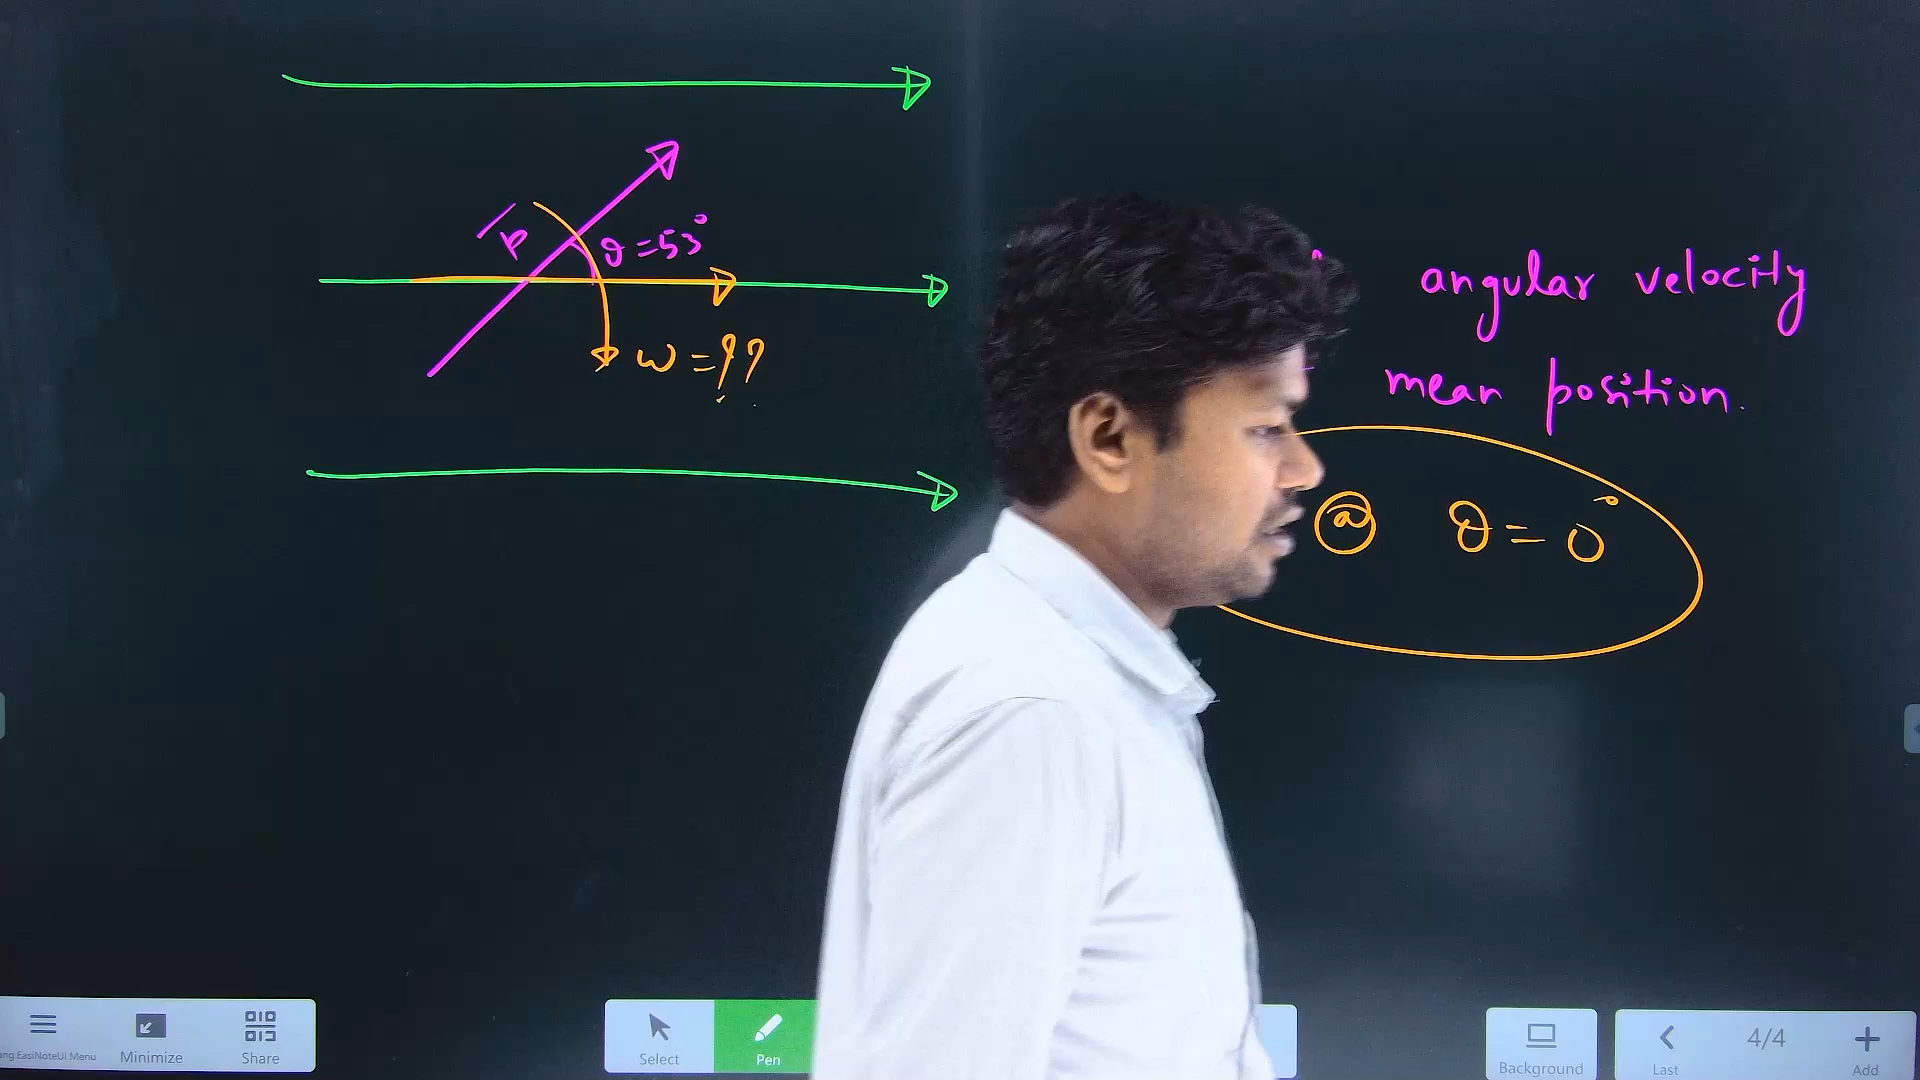 p
θ = 53°
ω = ??
angular velocity
mean position.
@ θ = 0°
Minimize
Share
Select
Pen
Background
Last
4/4
Add